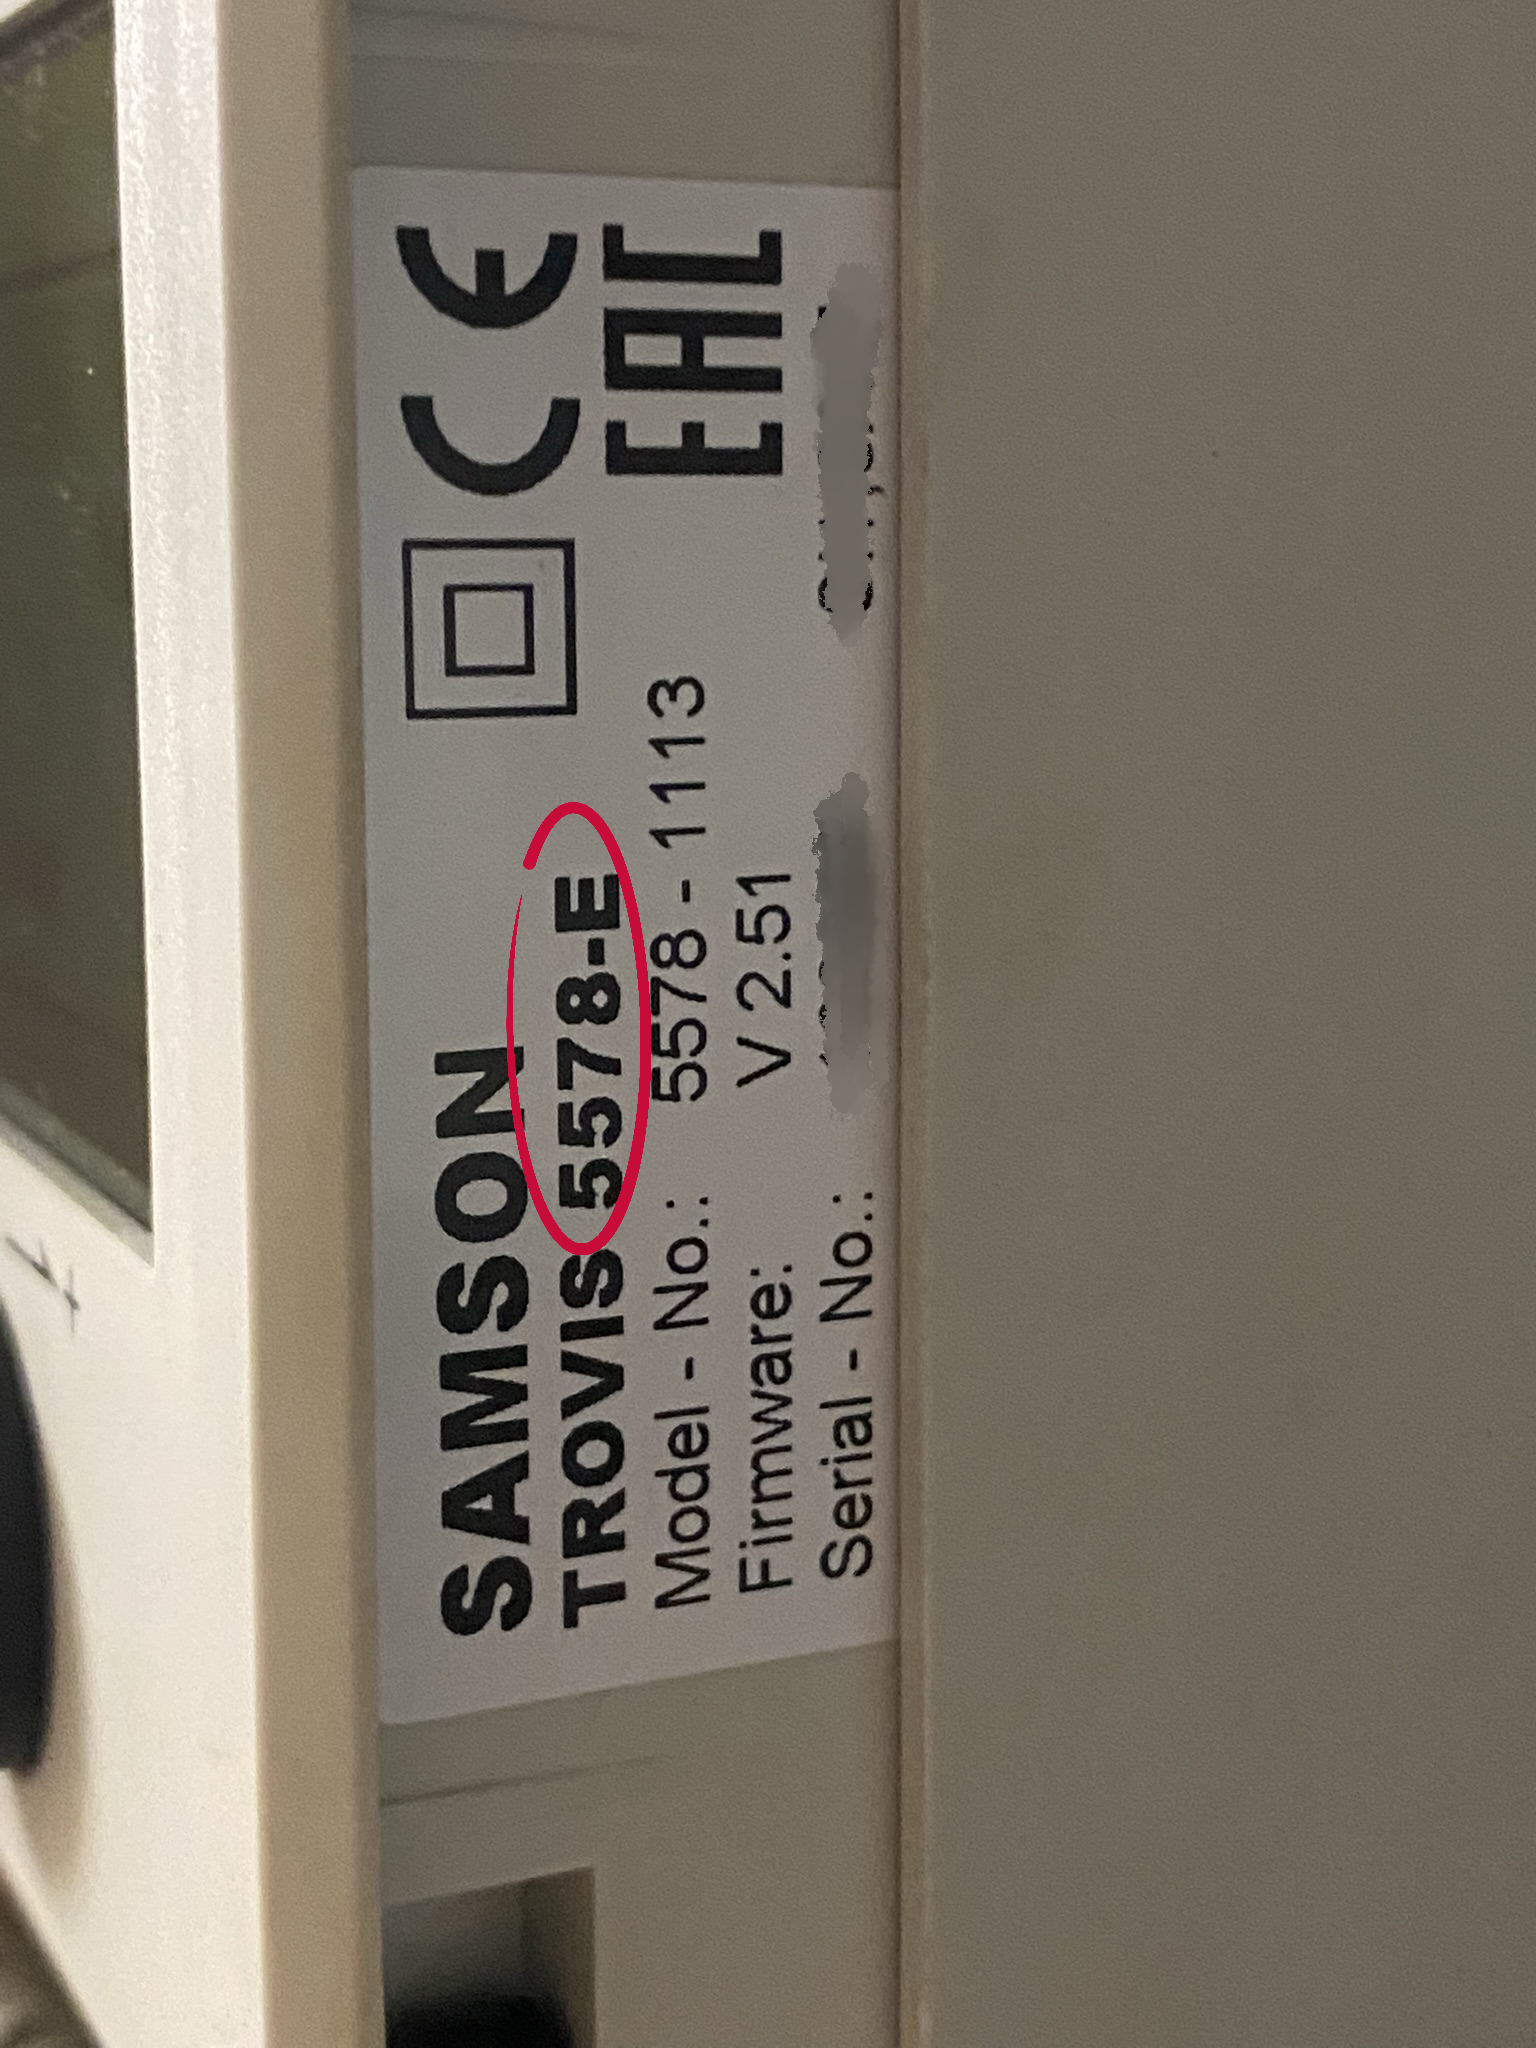 SAMSON
TROVIS 5578-E
Model - No.: 5578 - 1113
Firmware: V 2.51
Serial - No.:
CE
EAC